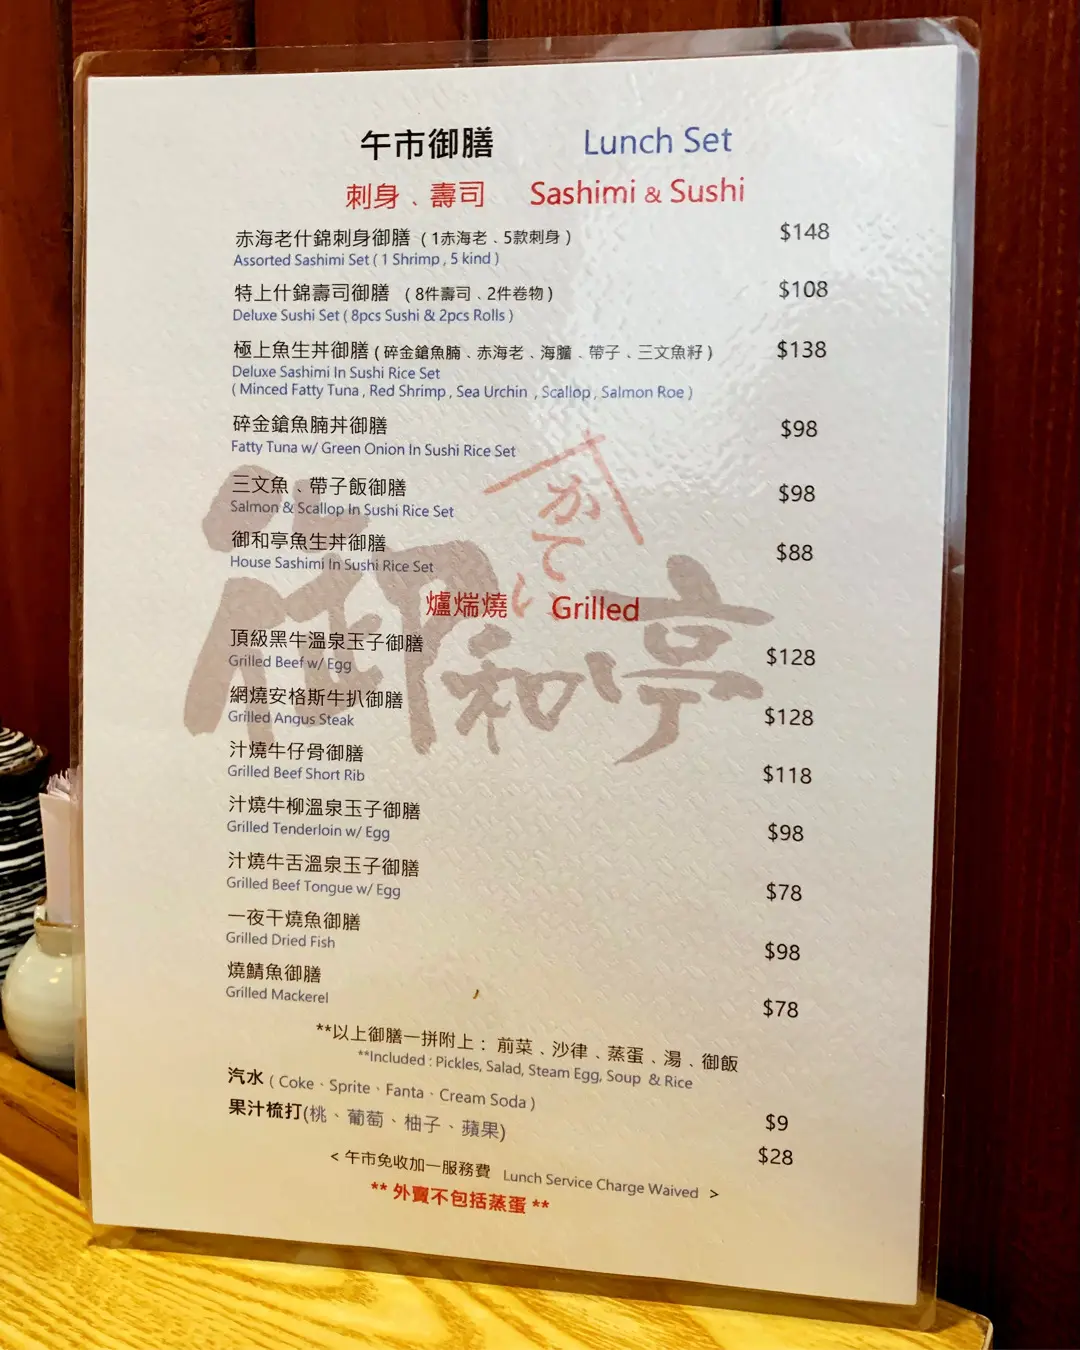 午市御膳 Lunch Set
刺身、壽司 Sashimi & Sushi
赤海老什錦刺身御膳 (1赤海老、5款刺身) $148
Assorted Sashimi Set ( 1 Shrimp , 5 kind )
特上什錦壽司御膳 (8件壽司、2件卷物) $108
Deluxe Sushi Set ( 8pcs Sushi & 2pcs Rolls )
極上魚生丼御膳 (碎金鎗魚腩、赤海老、海膽、帶子、三文魚籽) $138
Deluxe Sashimi In Sushi Rice Set
( Minced Fatty Tuna , Red Shrimp , Sea Urchin , Scallop , Salmon Roe )
碎金鎗魚腩丼御膳 $98
Fatty Tuna w/ Green Onion In Sushi Rice Set
三文魚、帶子飯御膳 $98
Salmon & Scallop In Sushi Rice Set
御和亭魚生丼御膳 $88
House Sashimi In Sushi Rice Set
かてい
御和亭
爐煓燒 Grilled
頂級黑牛溫泉玉子御膳 $128
Grilled Beef w/ Egg
網燒安格斯牛扒御膳 $128
Grilled Angus Steak
汁燒牛仔骨御膳 $118
Grilled Beef Short Rib
汁燒牛柳溫泉玉子御膳 $98
Grilled Tenderloin w/ Egg
汁燒牛舌溫泉玉子御膳 $78
Grilled Beef Tongue w/ Egg
一夜干燒魚御膳 $98
Grilled Dried Fish
燒鯖魚御膳 $78
Grilled Mackerel
**以上御膳一拼附上：前菜、沙律、蒸蛋、湯、御飯
**Included : Pickles, Salad, Steam Egg, Soup & Rice
汽水 ( Coke、Sprite、Fanta、Cream Soda ) $9
果汁梳打(桃、葡萄、柚子、蘋果) $28
< 午市免收加一服務費 Lunch Service Charge Waived >
** 外賣不包括蒸蛋 **